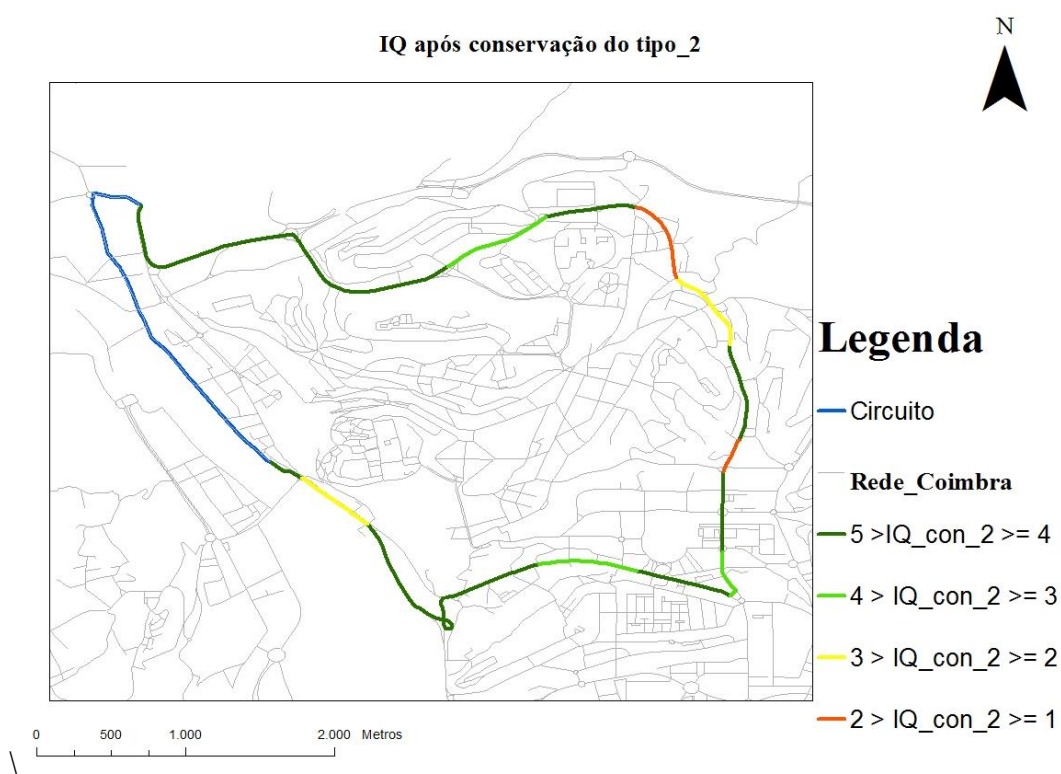 IQ após conservação do tipo_2
N
Legenda
Circuito
Rede_Coimbra
5 >IQ_con_2 >= 4
4 > IQ_con_2 >= 3
3 > IQ_con_2 >= 2
2 > IQ_con_2 >= 1
0 500 1.000 2.000 Metros
\